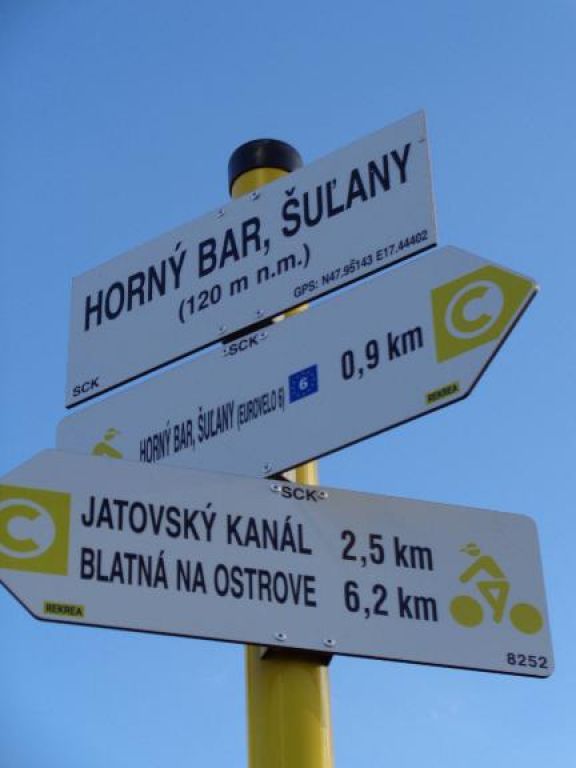 HORNÝ BAR, ŠUĽANY
(120 m n.m.)
GPS: N47.95143 E17.44402
SCK
SCK
HORNÝ BAR, ŠUĽANY (EUROVELO 6) 6 0,9 km C
REKREA
SCK
C JATOVSKÝ KANÁL 2,5 km
BLATNÁ NA OSTROVE 6,2 km
REKREA
8252